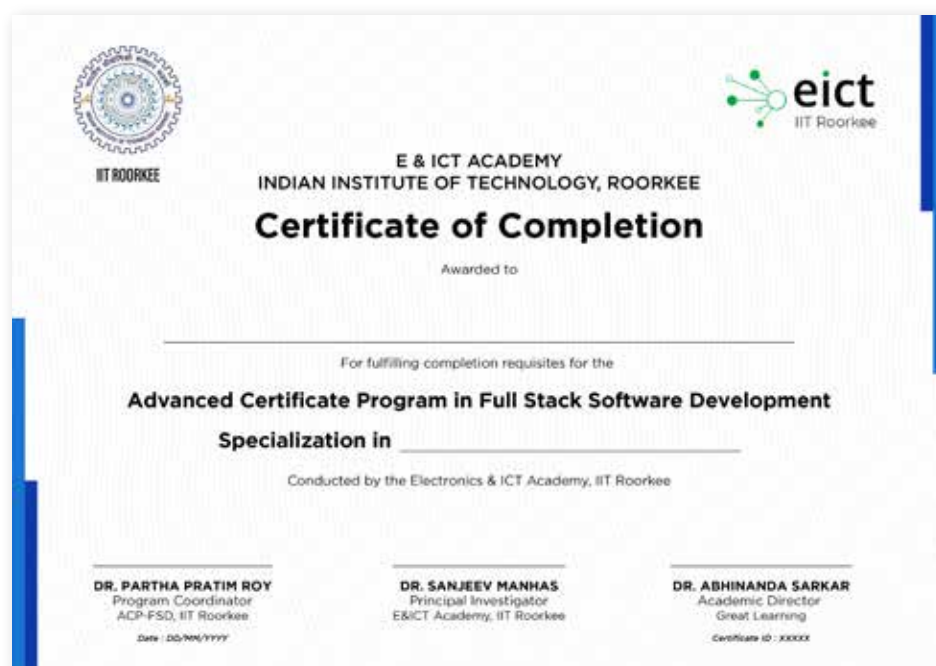 IIT ROORKEE
eict
IIT Roorkee
E & ICT ACADEMY
INDIAN INSTITUTE OF TECHNOLOGY, ROORKEE
Certificate of Completion
Awarded to
For fulfilling completion requisites for the
Advanced Certificate Program in Full Stack Software Development
Specialization in
Conducted by the Electronics & ICT Academy, IIT Roorkee
DR. PARTHA PRATIM ROY
Program Coordinator
ACP-FSD, IIT Roorkee
Date : DD/MM/YYYY
DR. SANJEEV MANHAS
Principal Investigator
E&ICT Academy, IIT Roorkee
DR. ABHINANDA SARKAR
Academic Director
Great Learning
Certificate ID : XXXXX